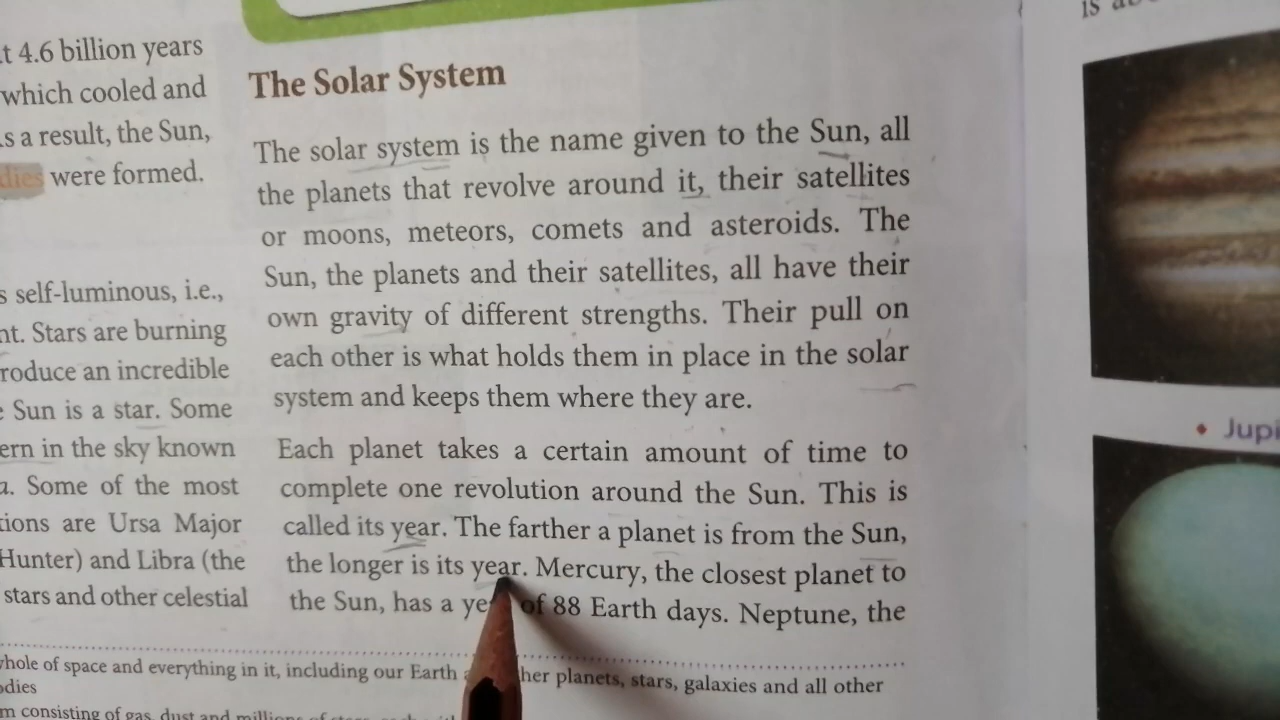 t 4.6 billion years
which cooled and
s a result, the Sun,
dies were formed.
s self-luminous, i.e.,
nt. Stars are burning
roduce an incredible
Sun is a star. Some
ern in the sky known
a. Some of the most
tions are Ursa Major
Hunter) and Libra (the
stars and other celestial
The Solar System
The solar system is the name given to the Sun, all
the planets that revolve around it, their satellites
or moons, meteors, comets and asteroids. The
Sun, the planets and their satellites, all have their
own gravity of different strengths. Their pull on
each other is what holds them in place in the solar
system and keeps them where they are.
Each planet takes a certain amount of time to
complete one revolution around the Sun. This is
called its year. The farther a planet is from the Sun,
the longer is its year. Mercury, the closest planet to
the Sun, has a ye of 88 Earth days. Neptune, the
whole of space and everything in it, including our Earth her planets, stars, galaxies and all other
odies
m consisting of gas, dust and millions of
is
• Jupi